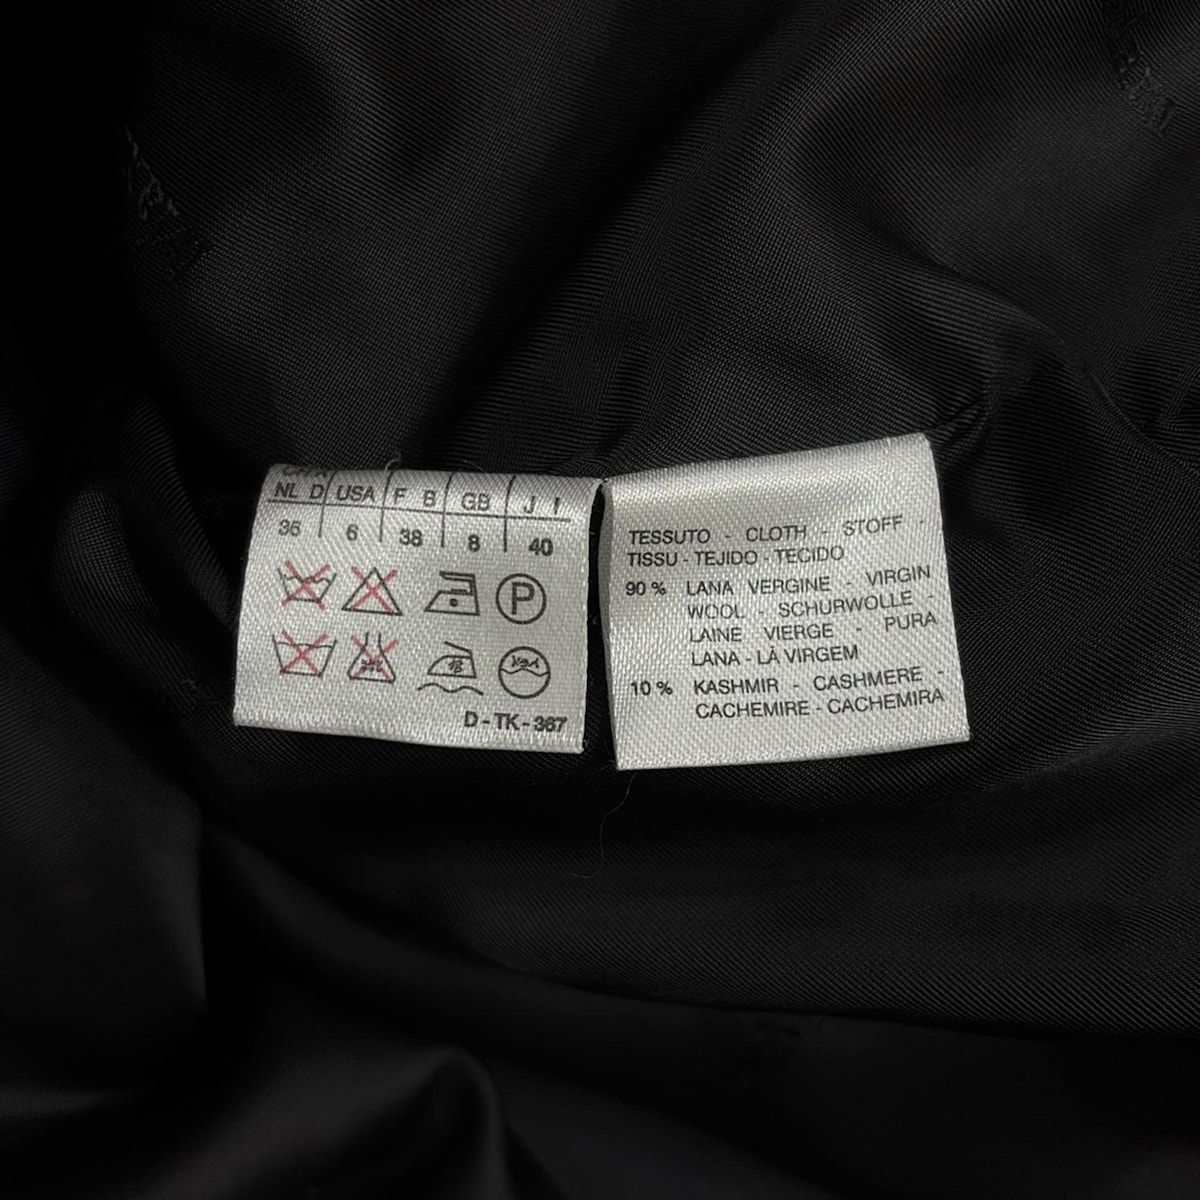 NL D USA F B GB J I
36 6 38 8 40
P
D - TK - 367
TESSUTO - CLOTH - STOFF -
TISSU - TEJIDO - TECIDO
90 % LANA VERGINE - VIRGIN
WOOL - SCHURWOLLE -
LAINE VIERGE - PURA
LANA - LÀ VIRGEM
10 % KASHMIR - CASHMERE -
CACHEMIRE - CACHEMIRA